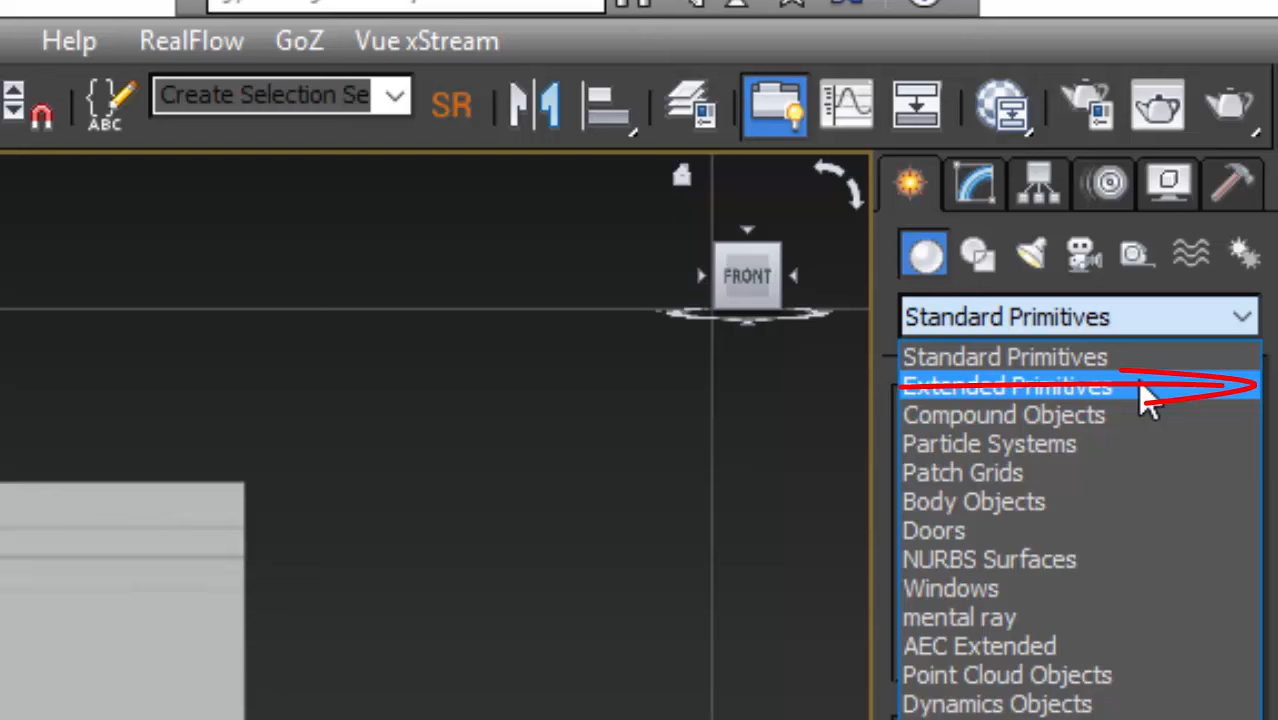 Help RealFlow GoZ Vue xStream
ABC
Create Selection Se
SR
FRONT
Standard Primitives
Standard Primitives
Extended Primitives
Compound Objects
Particle Systems
Patch Grids
Body Objects
Doors
NURBS Surfaces
Windows
mental ray
AEC Extended
Point Cloud Objects
Dynamics Objects